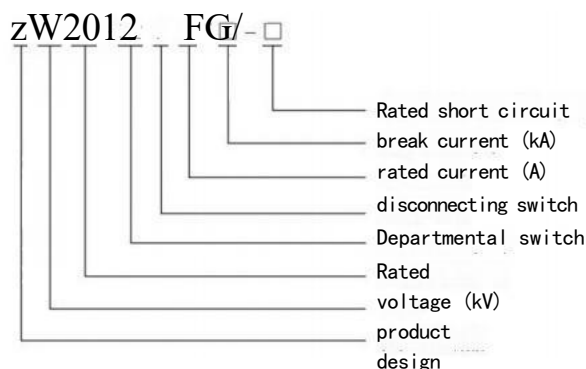 zW2012 FG/□-□
Rated short circuit
break current (kA)
rated current (A)
disconnecting switch
Departmental switch
Rated
voltage (kV)
product
design